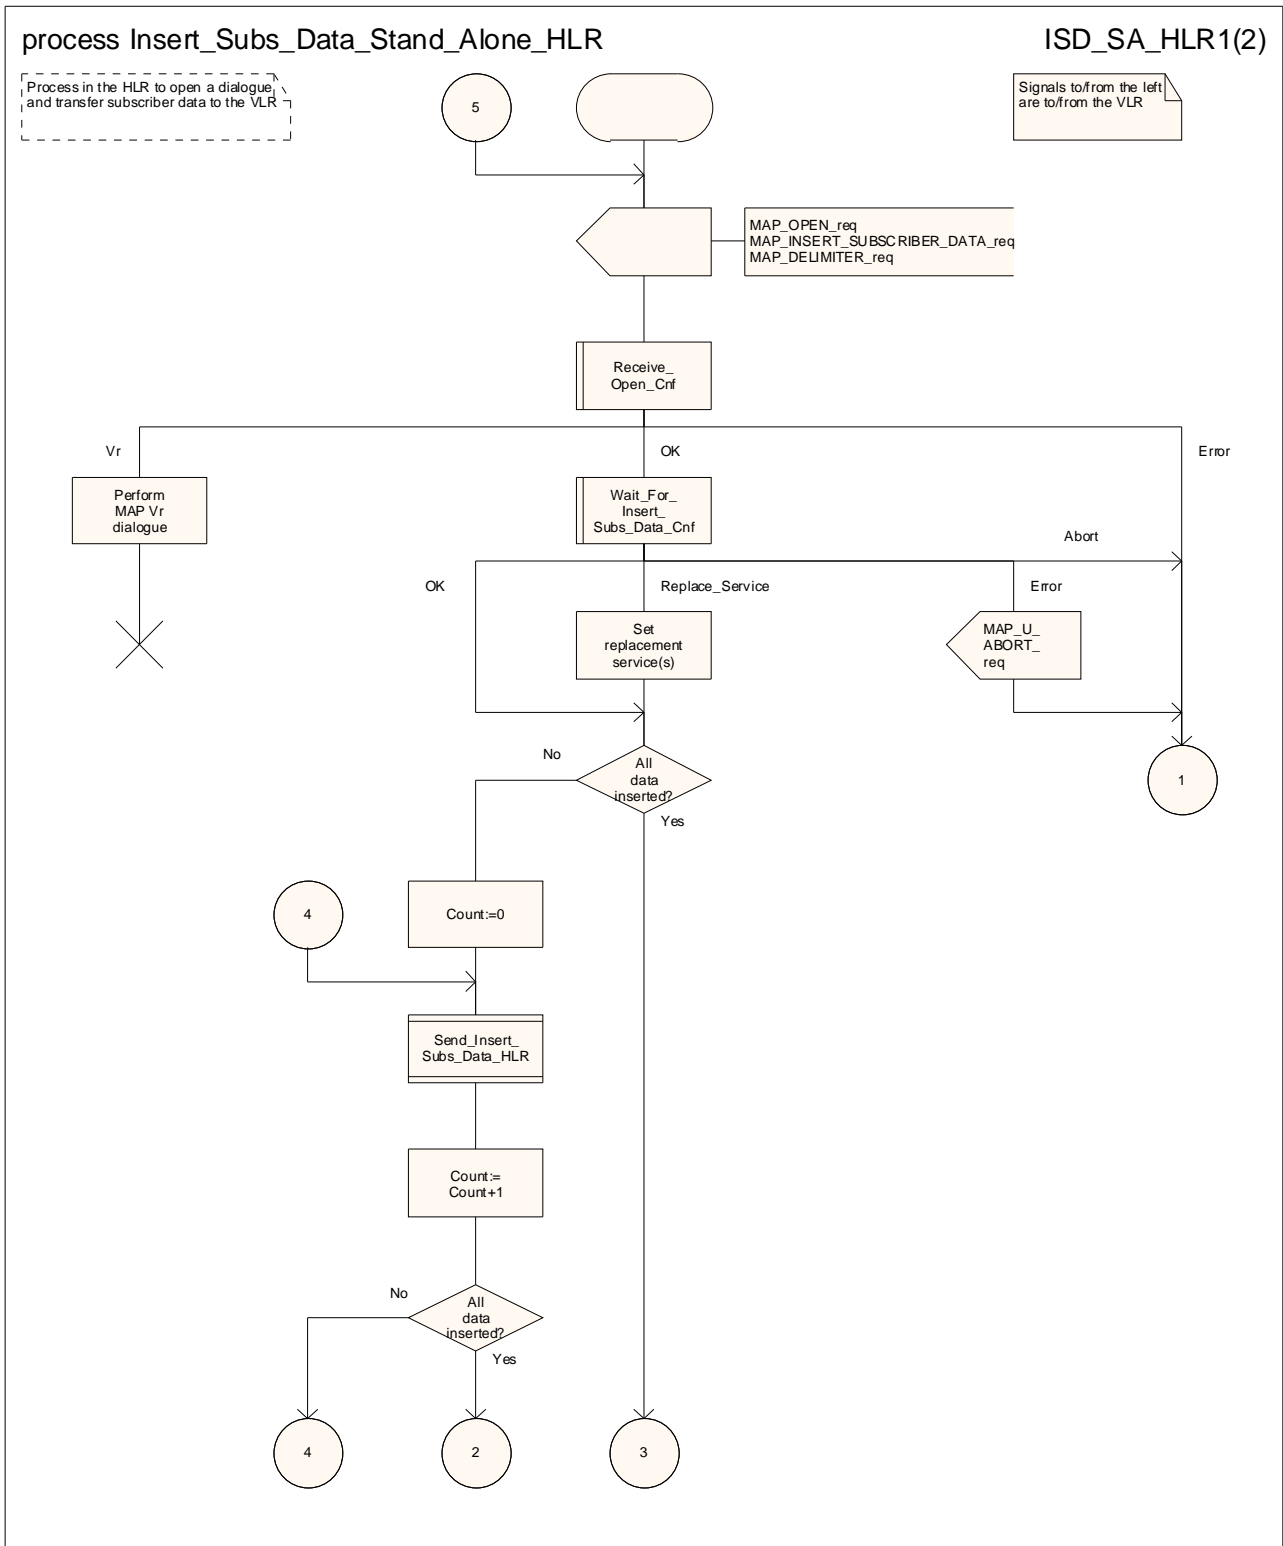 process Insert_Subs_Data_Stand_Alone_HLR
ISD_SA_HLR1(2)
Process in the HLR to open a dialogue
and transfer subscriber data to the VLR
5
Signals to/from the left
are to/from the VLR
MAP_OPEN_req
MAP_INSERT_SUBSCRIBER_DATA_req
MAP_DELIMITER_req
Receive_
Open_Cnf
Vr
OK
Error
Perform
MAP Vr
dialogue
Wait_For_
Insert_
Subs_Data_Cnf
Abort
OK
Replace_Service
Error
Set
replacement
service(s)
MAP_U_
ABORT_
req
No
All
data
inserted?
Yes
1
4
Count:=0
Send_Insert_
Subs_Data_HLR
Count:=
Count+1
No
All
data
inserted?
Yes
4
2
3